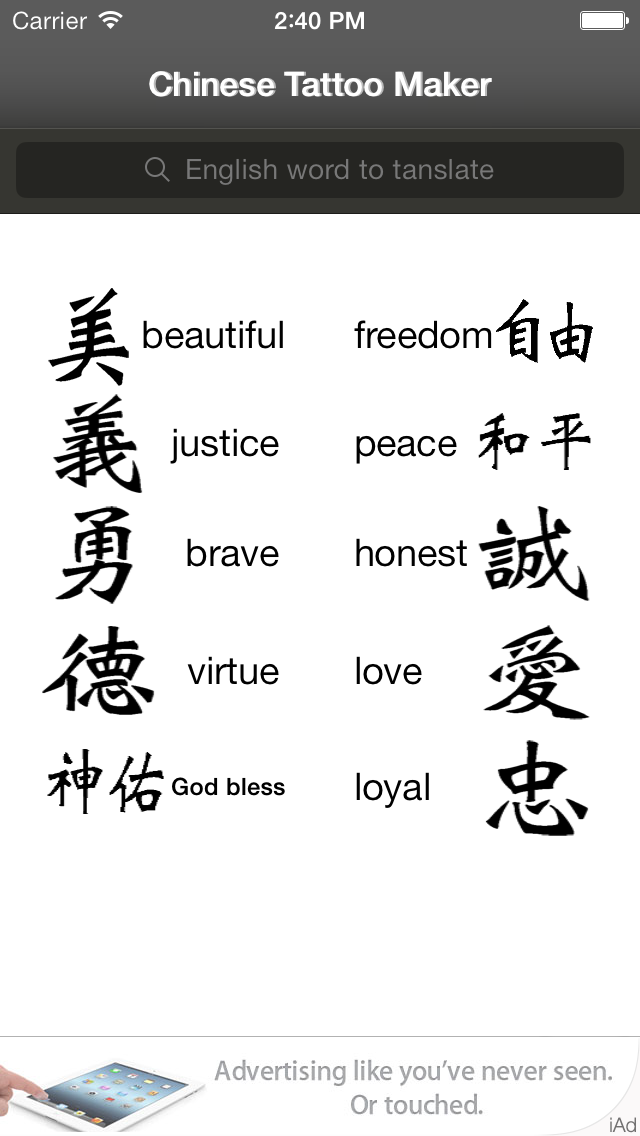 Carrier 2:40 PM
Chinese Tattoo Maker
English word to tanslate
美 beautiful freedom 自由
義 justice peace 和平
勇 brave honest 誠
德 virtue love 愛
神佑 God bless loyal 忠
Advertising like you've never seen.
Or touched.
iAd